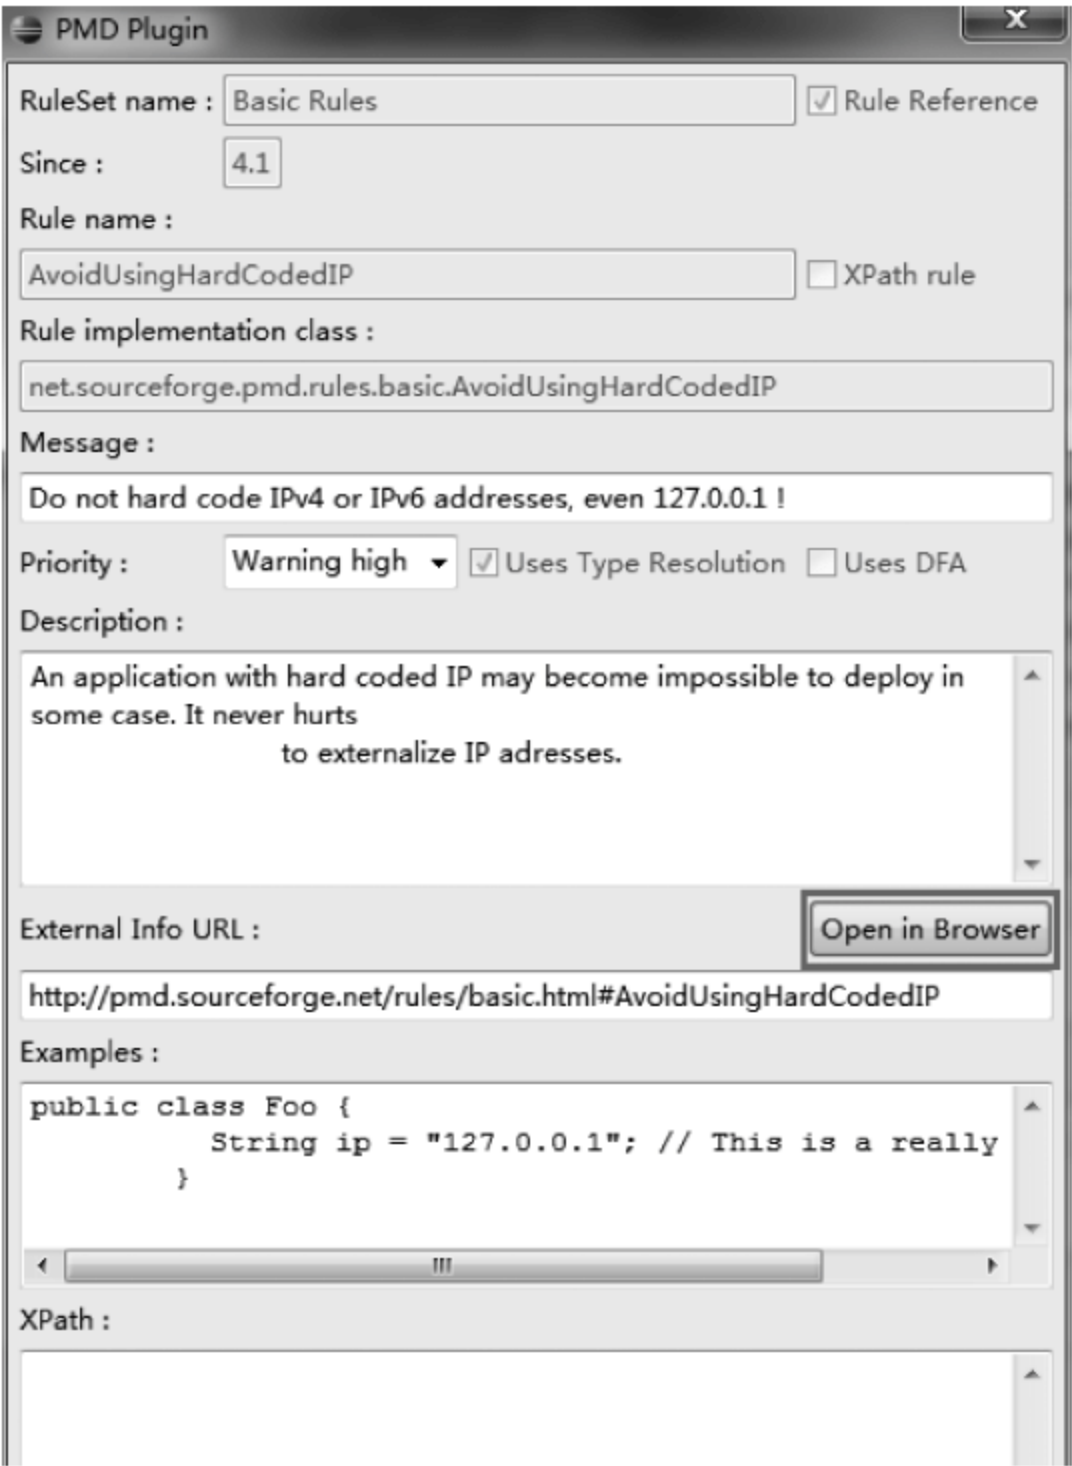 PMD Plugin
RuleSet name : Basic Rules Rule Reference
Since : 4.1
Rule name :
AvoidUsingHardCodedIP XPath rule
Rule implementation class :
net.sourceforge.pmd.rules.basic.AvoidUsingHardCodedIP
Message :
Do not hard code IPv4 or IPv6 addresses, even 127.0.0.1 !
Priority : Warning high Uses Type Resolution Uses DFA
Description :
An application with hard coded IP may become impossible to deploy in
some case. It never hurts
to externalize IP adresses.
External Info URL : Open in Browser
http://pmd.sourceforge.net/rules/basic.html#AvoidUsingHardCodedIP
Examples :
public class Foo {
String ip = "127.0.0.1"; // This is a really
}
XPath :